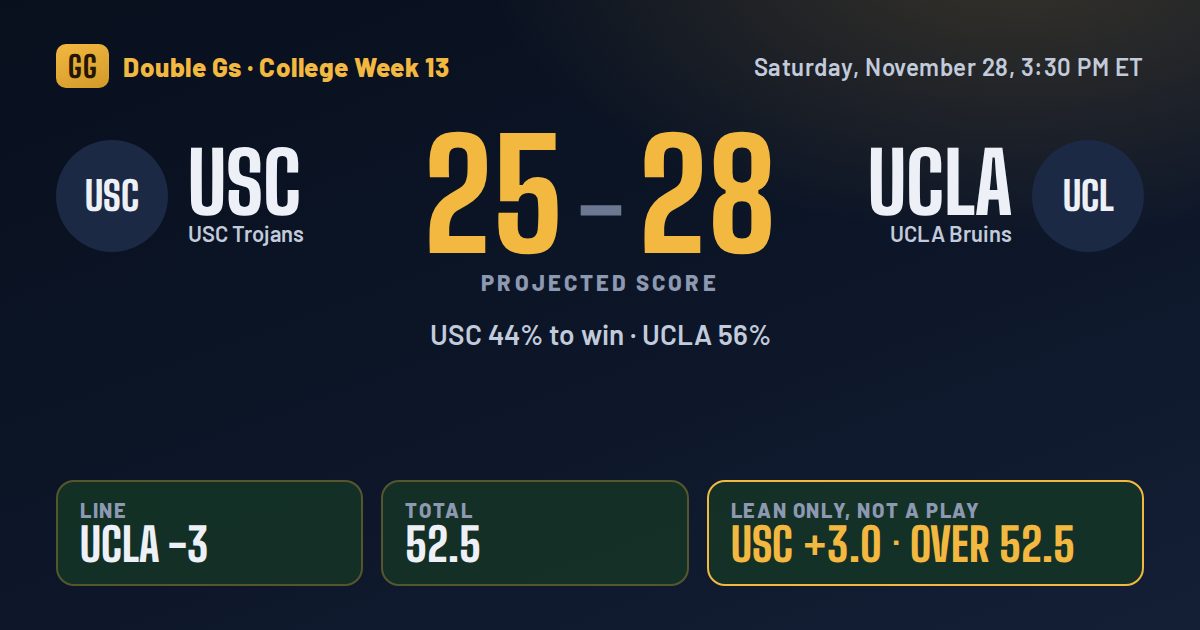 GG Double Gs · College Week 13
Saturday, November 28, 3:30 PM ET
USC
USC
USC Trojans
25 – 28
PROJECTED SCORE
USC 44% to win · UCLA 56%
UCLA
UCLA Bruins
UCL
LINE
UCLA −3
TOTAL
52.5
LEAN ONLY, NOT A PLAY
USC +3.0 · OVER 52.5